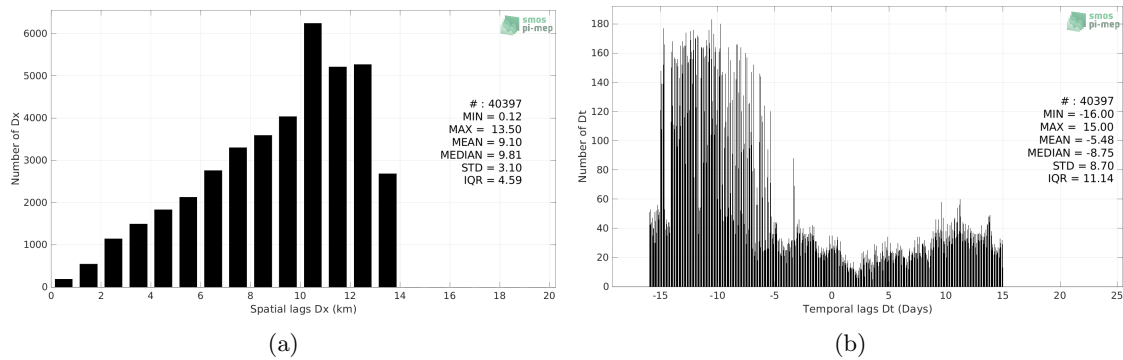 smos
pi-mep
6000
5000
4000
3000
2000
1000
0
Number of Dx
# : 40397
MIN = 0.12
MAX = 13.50
MEAN = 9.10
MEDIAN = 9.81
STD = 3.10
IQR = 4.59
0 2 4 6 8 10 12 14 16 18 20
Spatial lags Dx (km)
(a)
smos
pi-mep
180
160
140
120
100
80
60
40
20
0
Number of Dt
# : 40397
MIN = -16.00
MAX = 15.00
MEAN = -5.48
MEDIAN = -8.75
STD = 8.70
IQR = 11.14
-15 -10 -5 0 5 10 15 20 25
Temporal lags Dt (Days)
(b)